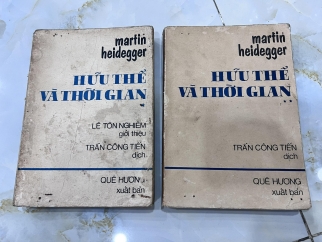 martin
heidegger
HỮU THỂ
VÀ THỜI GIAN
LÊ TÔN NGHIÊM
giới thiệu
TRẦN CÔNG TIẾN
dịch
QUÊ HƯƠNG
xuất bản
martin
heidegger
HỮU THỂ
VÀ THỜI GIAN
TRẦN CÔNG TIẾN
dịch
QUÊ HƯƠNG
xuất bản